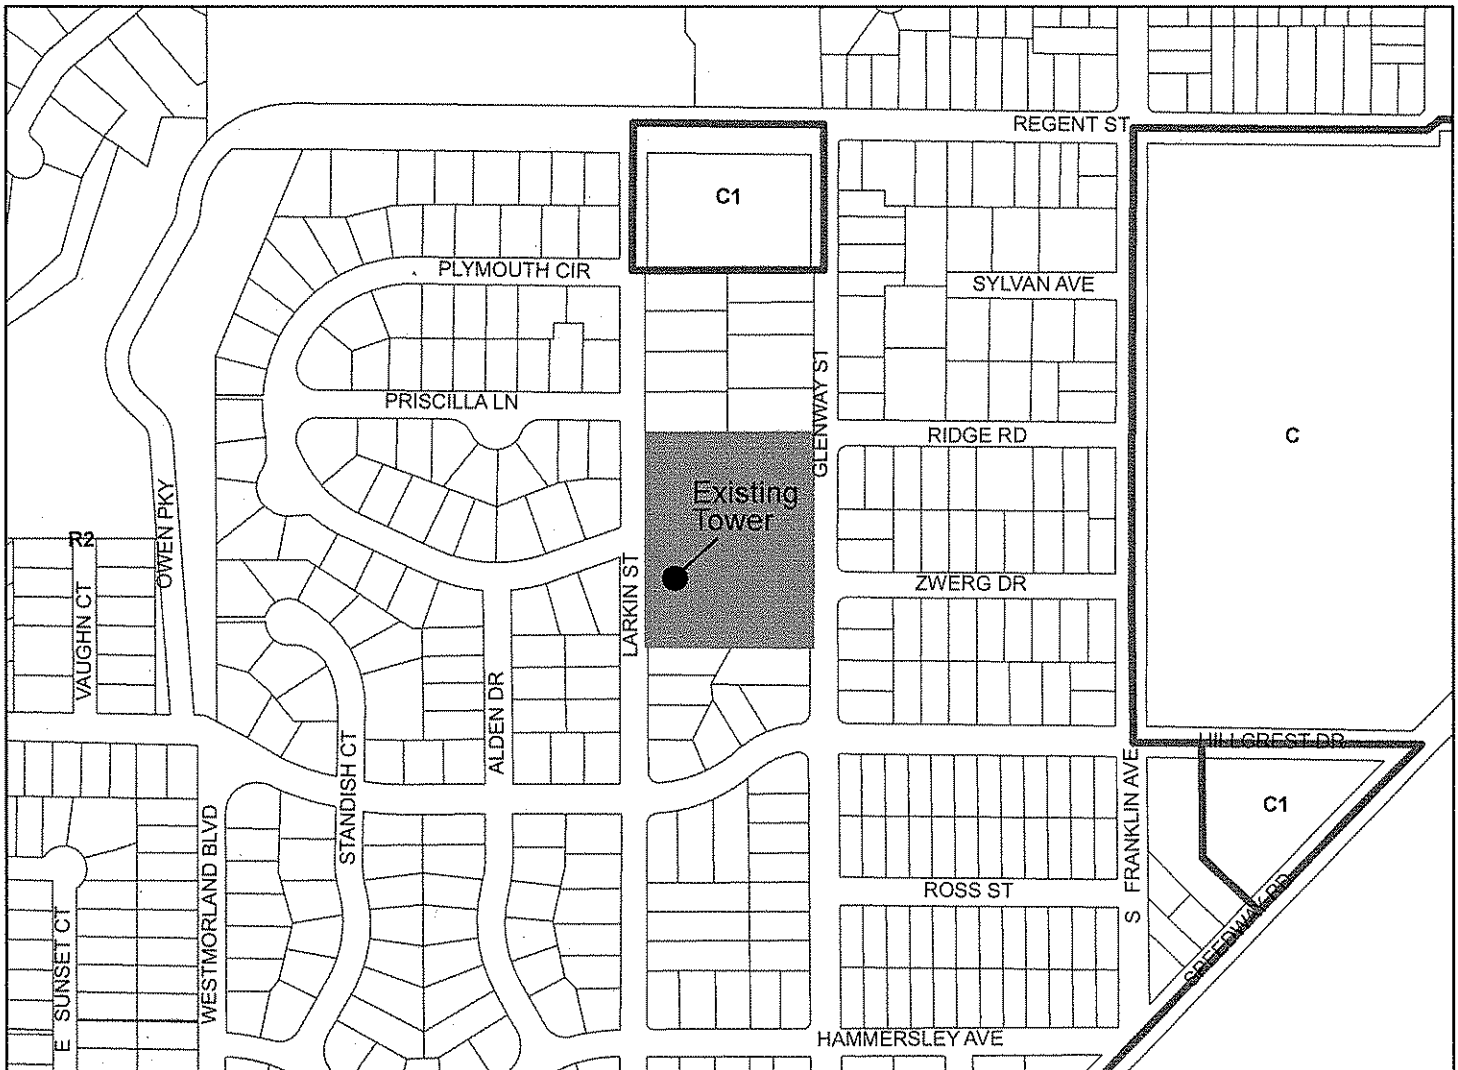 REGENT ST
C1
PLYMOUTH CIR
SYLVAN AVE
GLENWAY ST
PRISCILLA LN
RIDGE RD
C
Existing
Tower
OWEN PKY
R2
VAUGHN CT
LARKIN ST
ZWERG DR
ALDEN DR
STANDISH CT
HILLCREST DR
C1
S FRANKLIN AVE
WESTMORLAND BLVD
ROSS ST
SPEEDWAY RD
E SUNSET CT
HAMMERSLEY AVE